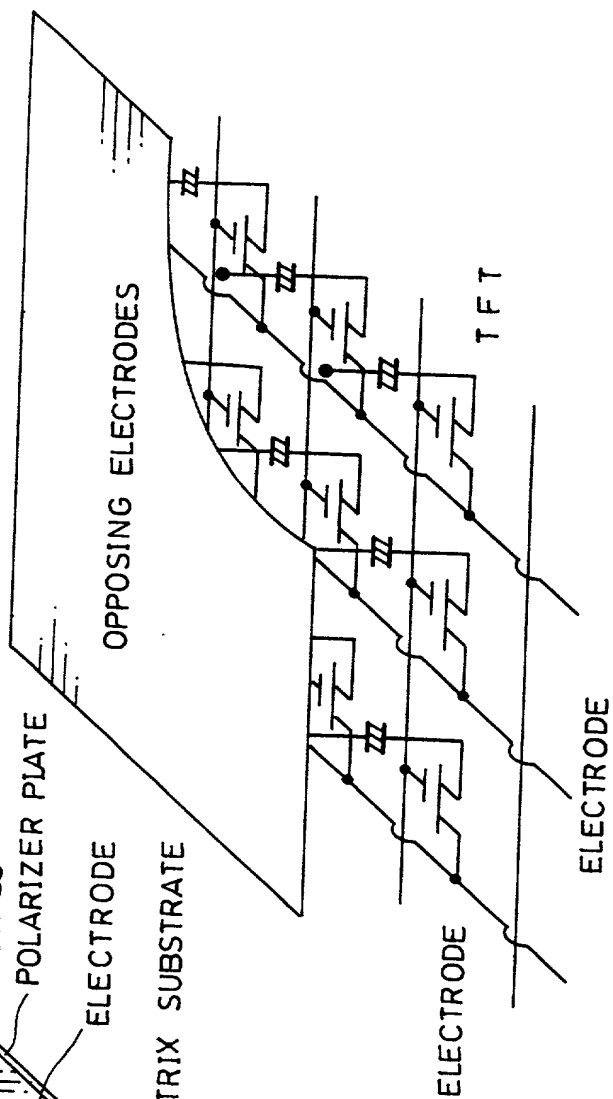 POLARIZER PLATE
ELECTRODE
TRIX SUBSTRATE
OPPOSING ELECTRODES
TFT
ELECTRODE
ELECTRODE